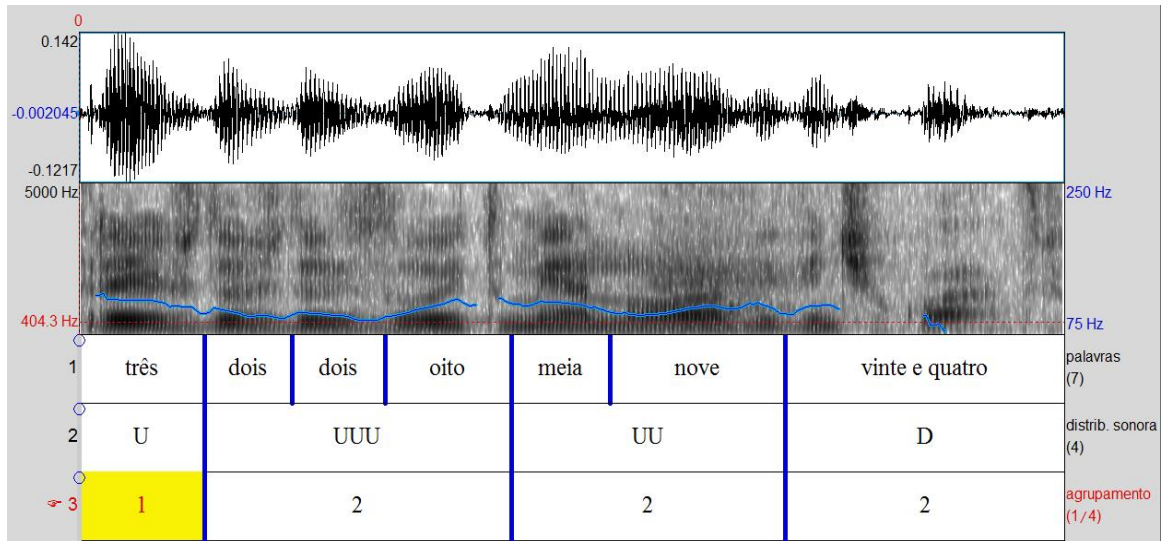 0
0.142
-0.002045
-0.1217
5000 Hz
250 Hz
404.3 Hz
75 Hz
1 três dois dois oito meia nove vinte e quatro palavras
(7)
2 U UUU UU D distrib. sonora
(4)
☞ 3 1 2 2 2 agrupamento
(1/4)